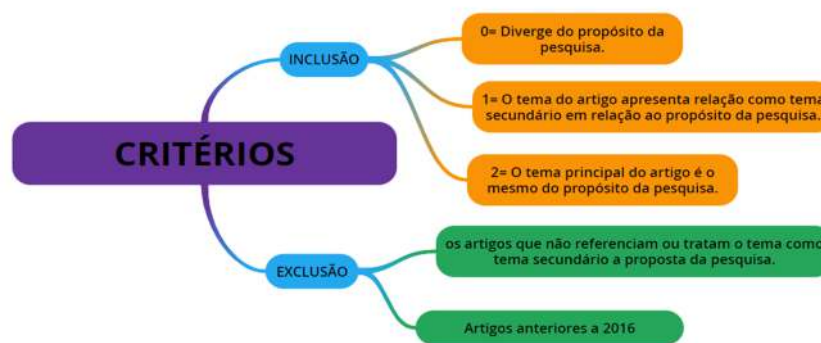 CRITÉRIOS
INCLUSÃO
0= Diverge do propósito da
pesquisa.
1= O tema do artigo apresenta relação como tema
secundário em relação ao propósito da pesquisa.
2= O tema principal do artigo é o
mesmo do propósito da pesquisa.
EXCLUSÃO
os artigos que não referenciam ou tratam o tema como
tema secundário a proposta da pesquisa.
Artigos anteriores a 2016